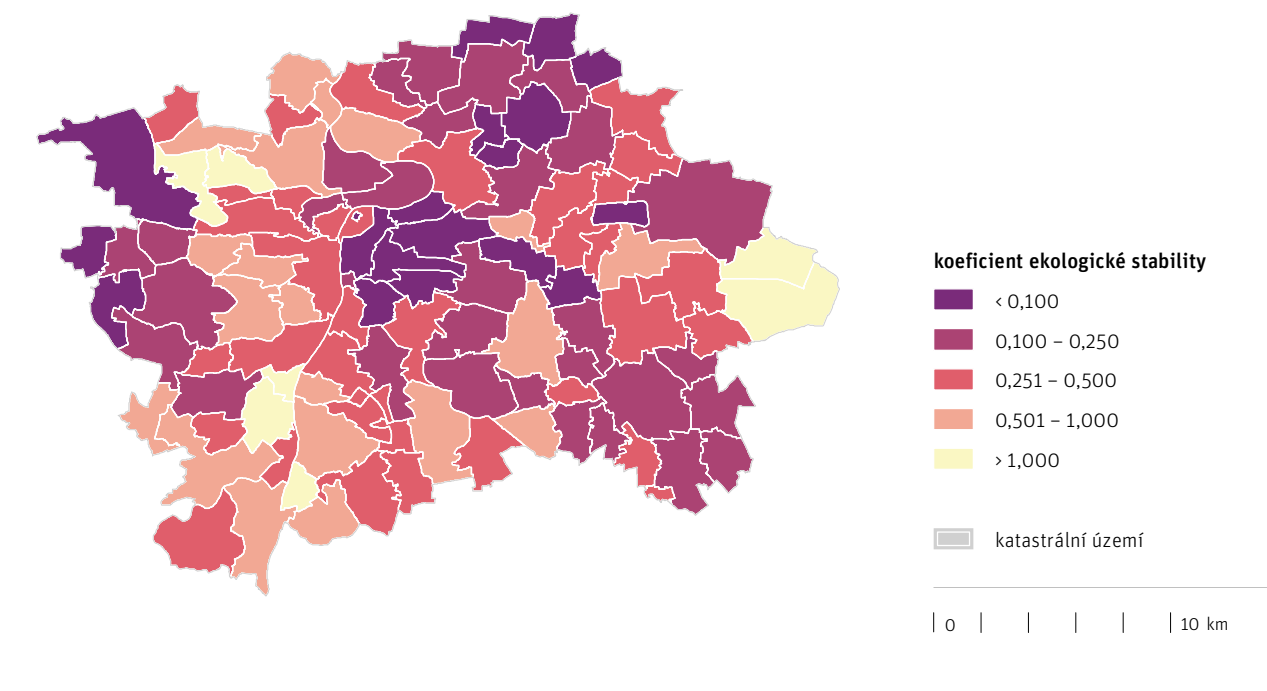 koeficient ekologické stability
< 0,100
0,100 – 0,250
0,251 – 0,500
0,501 – 1,000
> 1,000
katastrální území
0 10 km